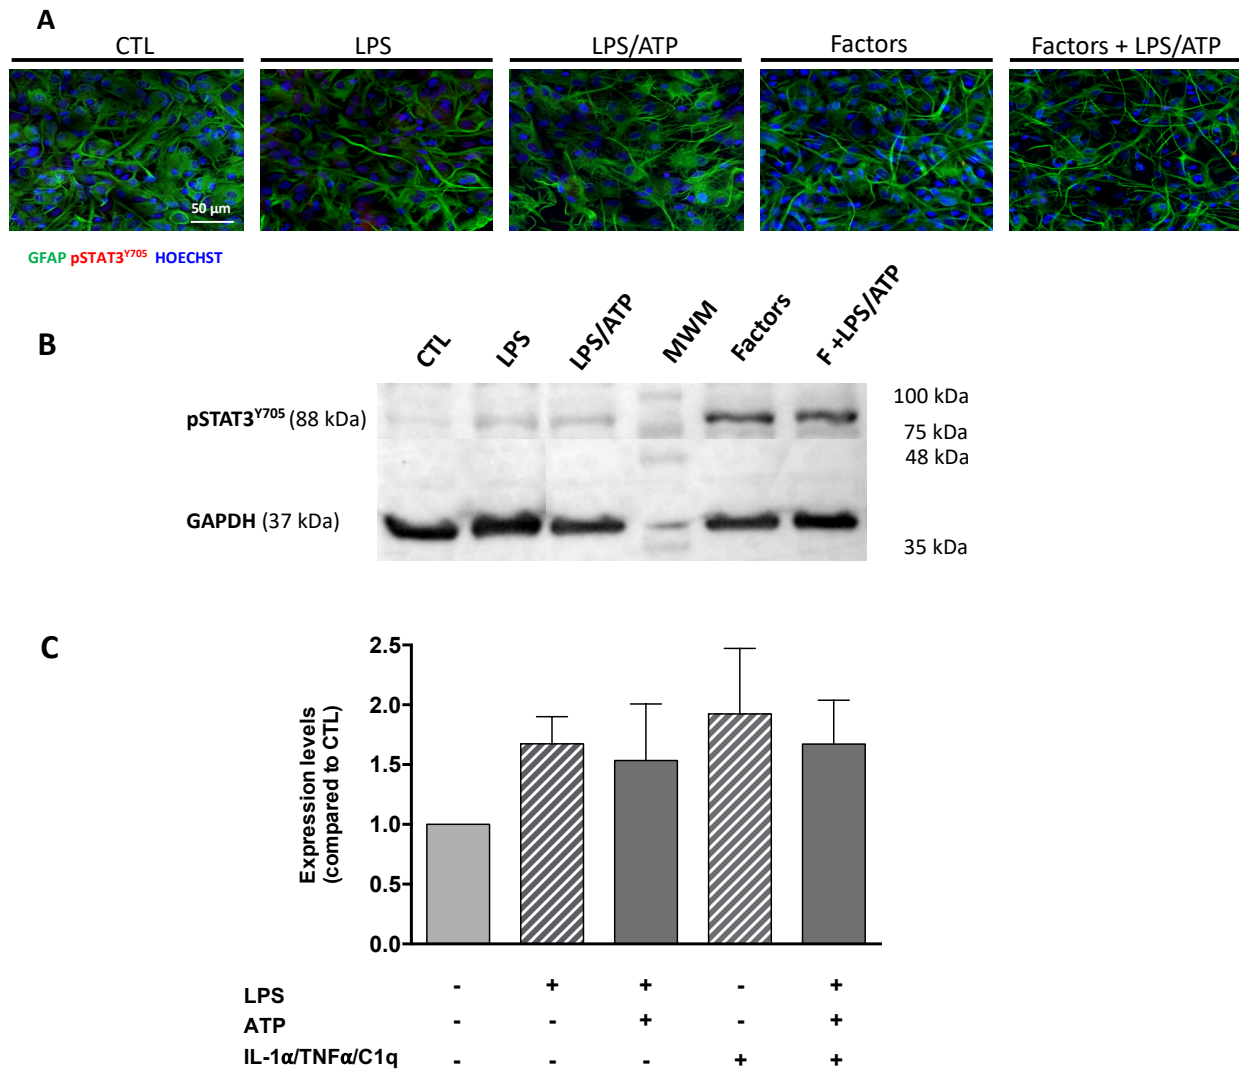 A
CTL LPS LPS/ATP Factors Factors + LPS/ATP
50 µm
GFAP pSTAT3Y705 HOECHST
B
CTL LPS LPS/ATP MWM Factors F +LPS/ATP
pSTAT3Y705 (88 kDa)
GAPDH (37 kDa)
100 kDa
75 kDa
48 kDa
35 kDa
C
Expression levels
(compared to CTL)
2.5
2.0
1.5
1.0
0.5
0.0
LPS - + + - +
ATP - - + - +
IL-1α/TNFα/C1q - - - + +